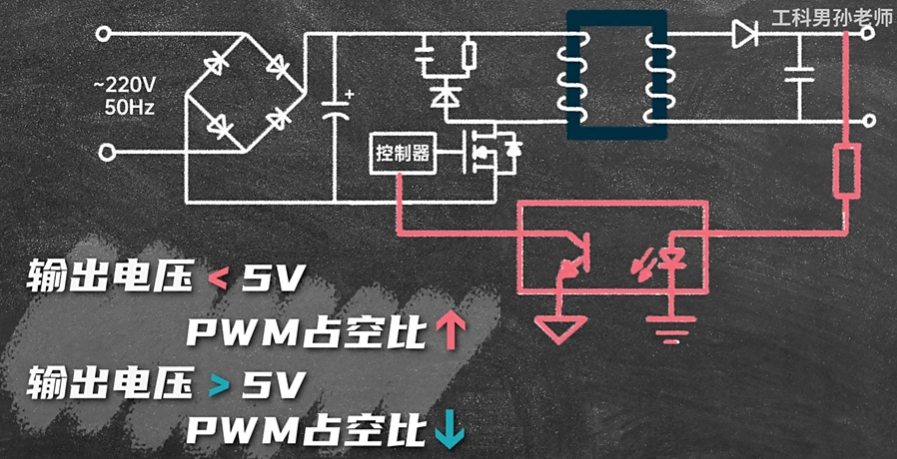 工科男孙老师
~220V
50Hz
+
控制器
输出电压 < 5V
PWM占空比↑
输出电压 > 5V
PWM占空比↓